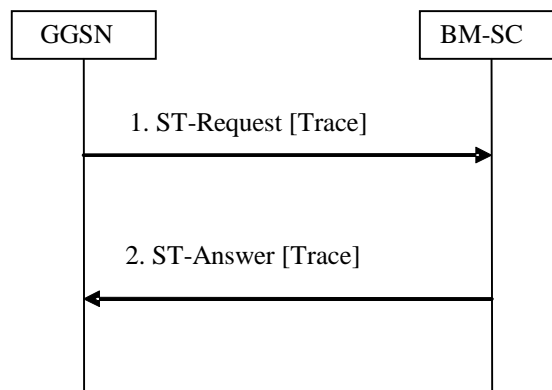 GGSN
BM-SC
1. ST-Request [Trace]
2. ST-Answer [Trace]